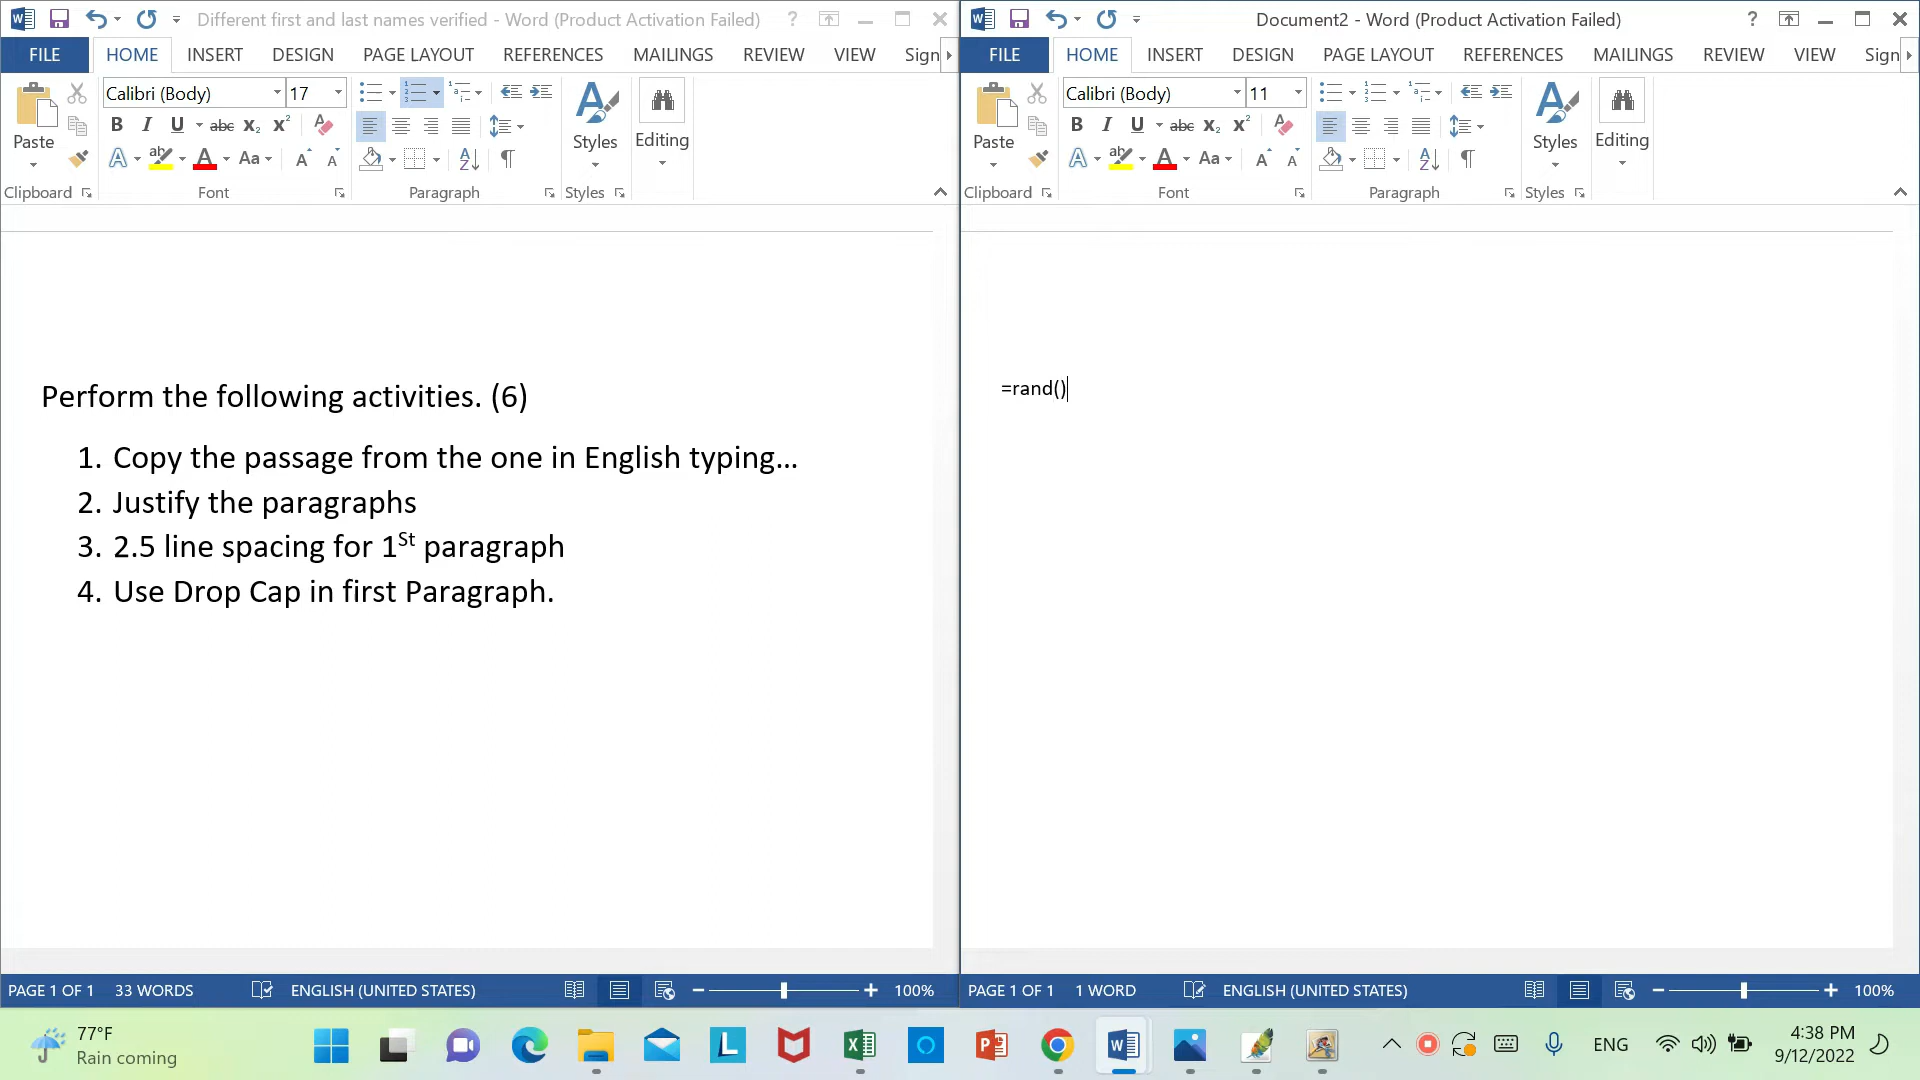 Different first and last names verified - Word (Product Activation Failed)
FILE HOME INSERT DESIGN PAGE LAYOUT REFERENCES MAILINGS REVIEW VIEW Sign
Calibri (Body) 17
Paste
Styles
Editing
Clipboard Font Paragraph Styles
Perform the following activities. (6)
1. Copy the passage from the one in English typing...
2. Justify the paragraphs
3. 2.5 line spacing for 1St paragraph
4. Use Drop Cap in first Paragraph.
PAGE 1 OF 1 33 WORDS ENGLISH (UNITED STATES) 100%
Document2 - Word (Product Activation Failed)
FILE HOME INSERT DESIGN PAGE LAYOUT REFERENCES MAILINGS REVIEW VIEW Sign
Calibri (Body) 11
Paste
Styles
Editing
Clipboard Font Paragraph Styles
=rand()
PAGE 1 OF 1 1 WORD ENGLISH (UNITED STATES) 100%
77°F
Rain coming
ENG
4:38 PM
9/12/2022